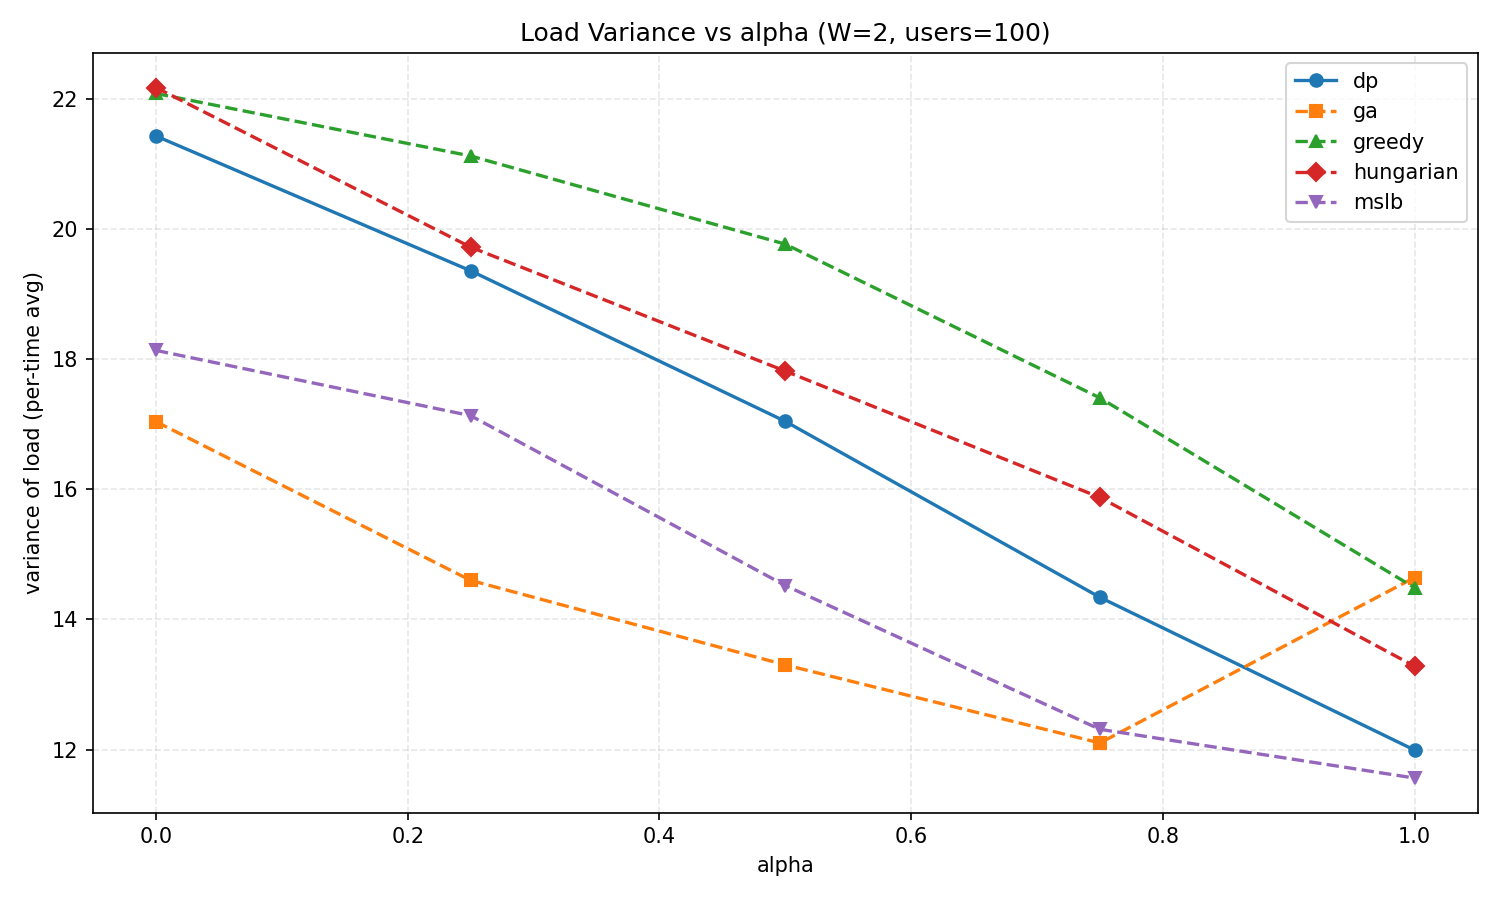 Load Variance vs alpha (W=2, users=100)
variance of load (per-time avg)
22
20
18
16
14
12
dp
ga
greedy
hungarian
mslb
0.0
0.2
0.4
0.6
0.8
1.0
alpha